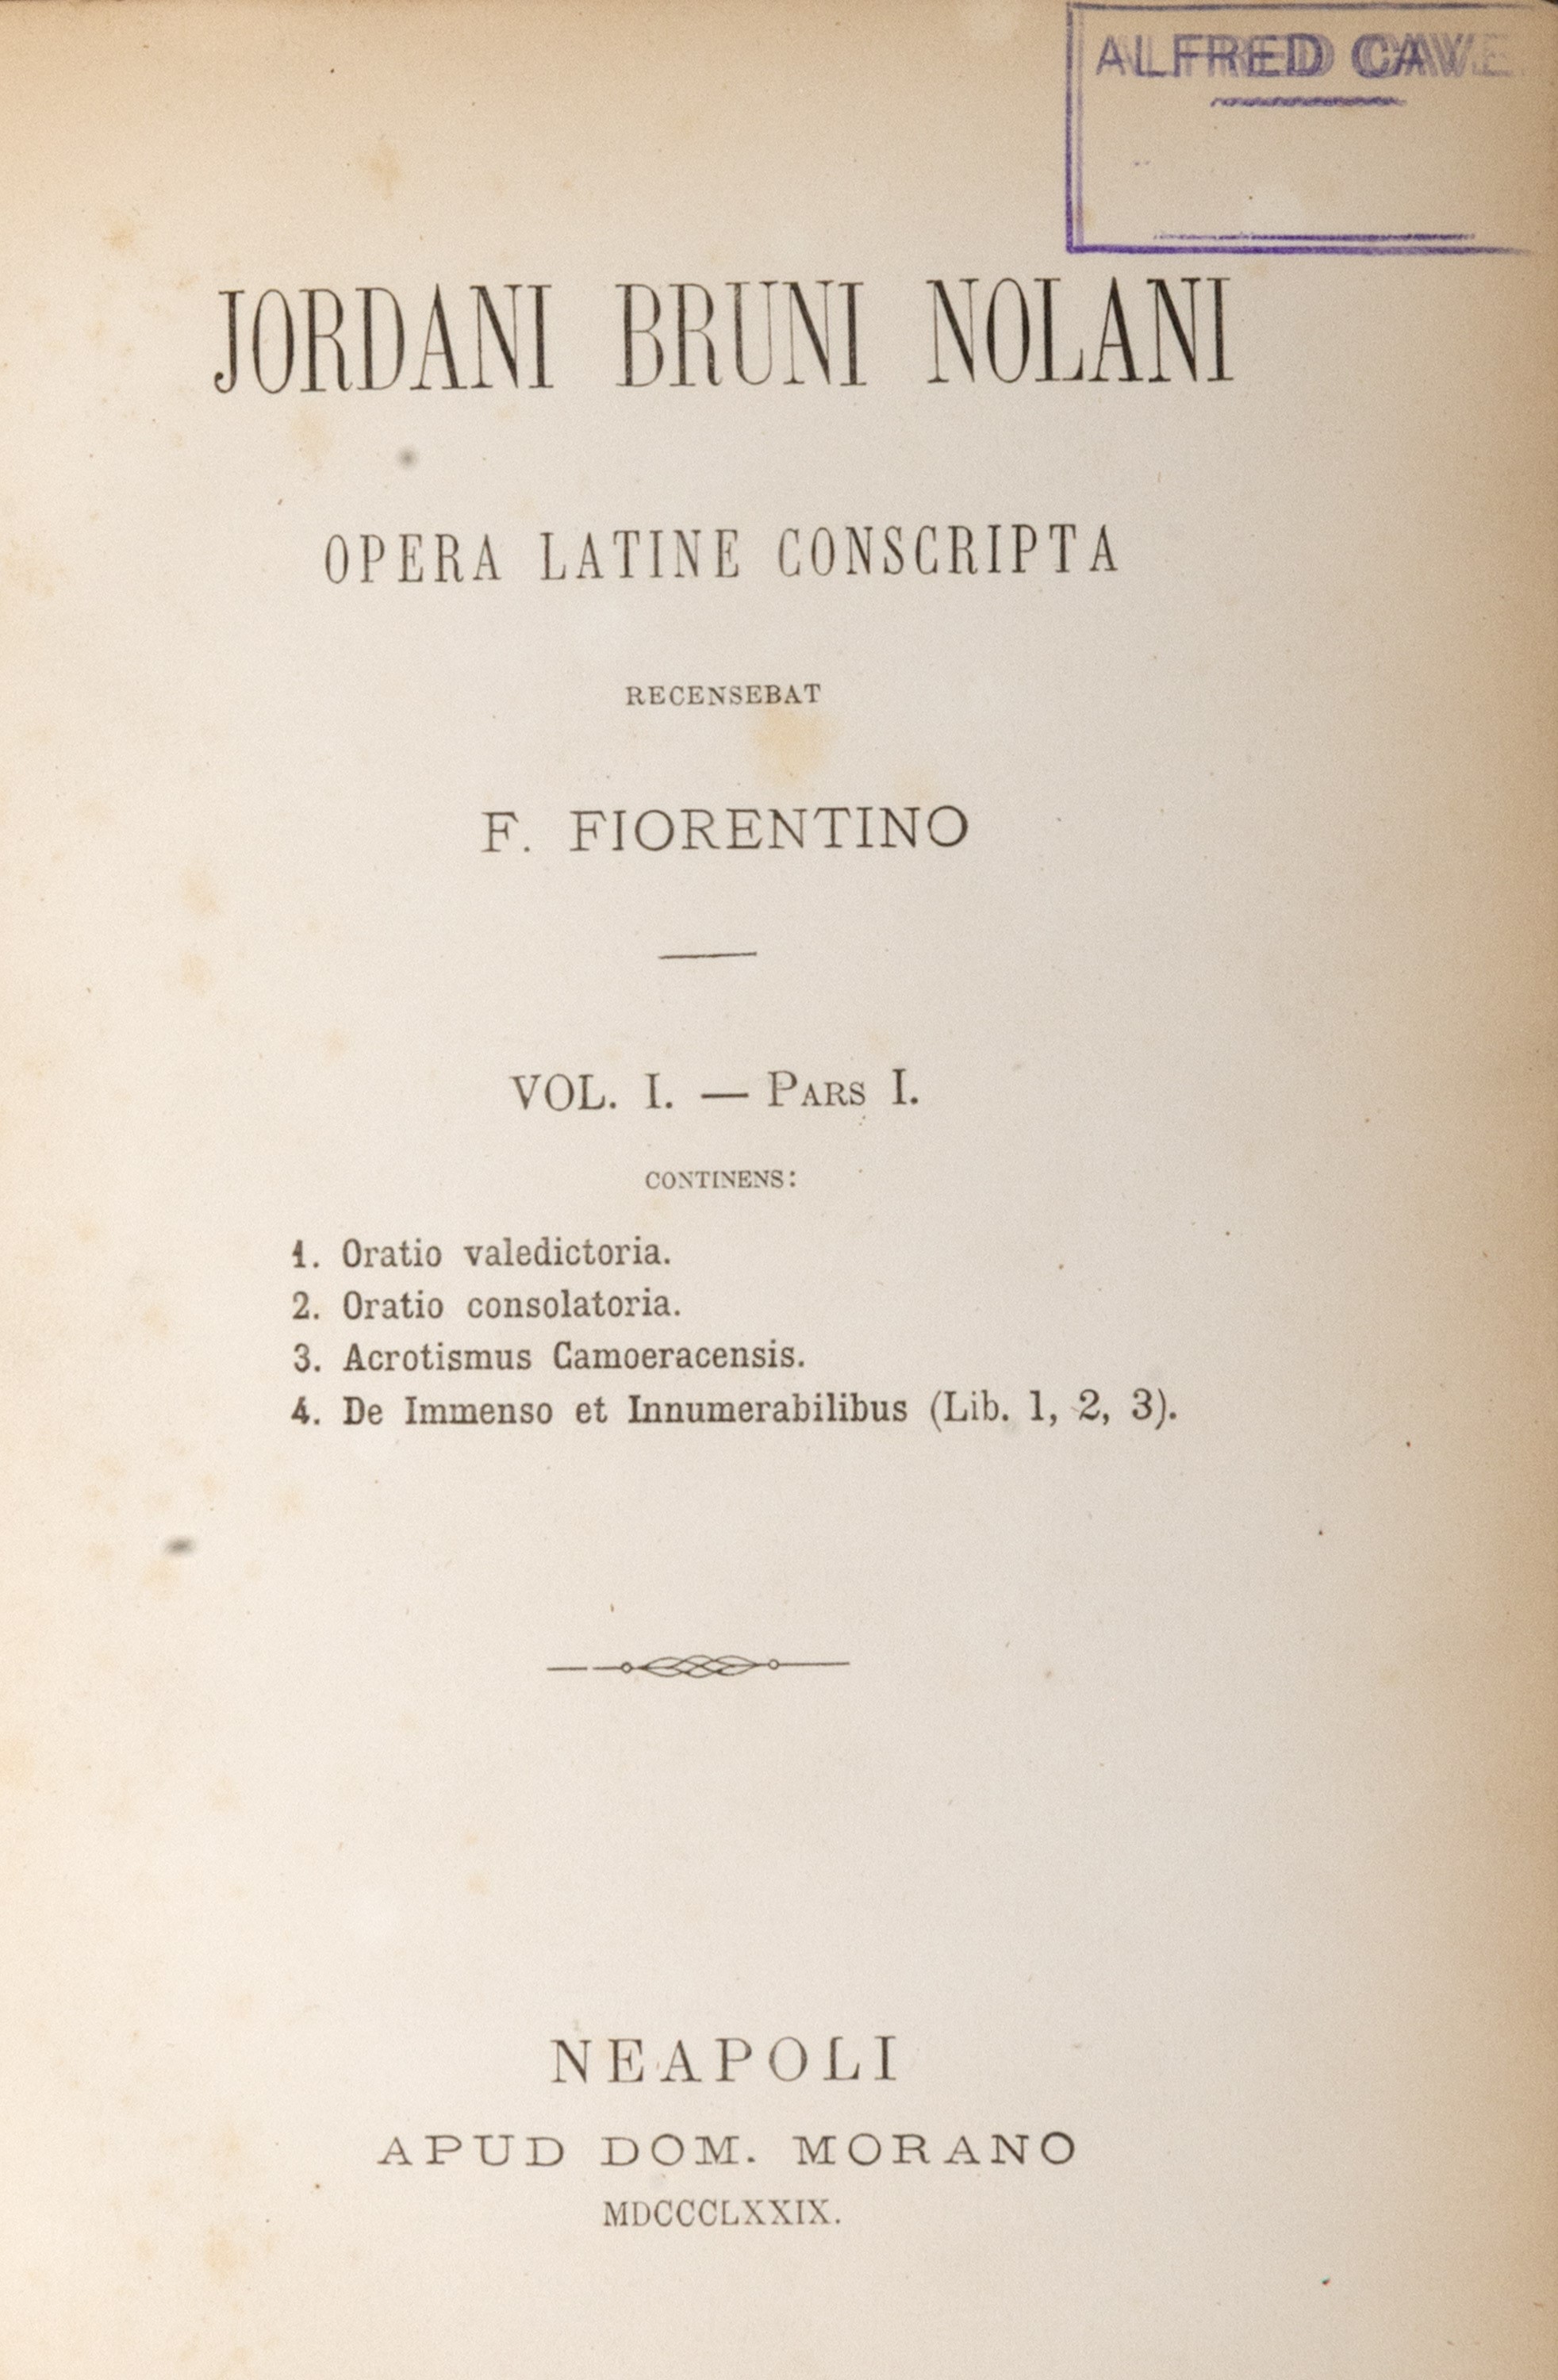 ALFRED CAVE
JORDANI BRUNI NOLANI
OPERA LATINE CONSCRIPTA
RECENSEBAT
F. FIORENTINO
VOL. I. — PARS I.
CONTINENS:
1. Oratio valedictoria.
2. Oratio consolatoria.
3. Acrotismus Camoeracensis.
4. De Immenso et Innumerabilibus (Lib. 1, 2, 3).
NEAPOLI
APUD DOM. MORANO
MDCCCLXXIX.